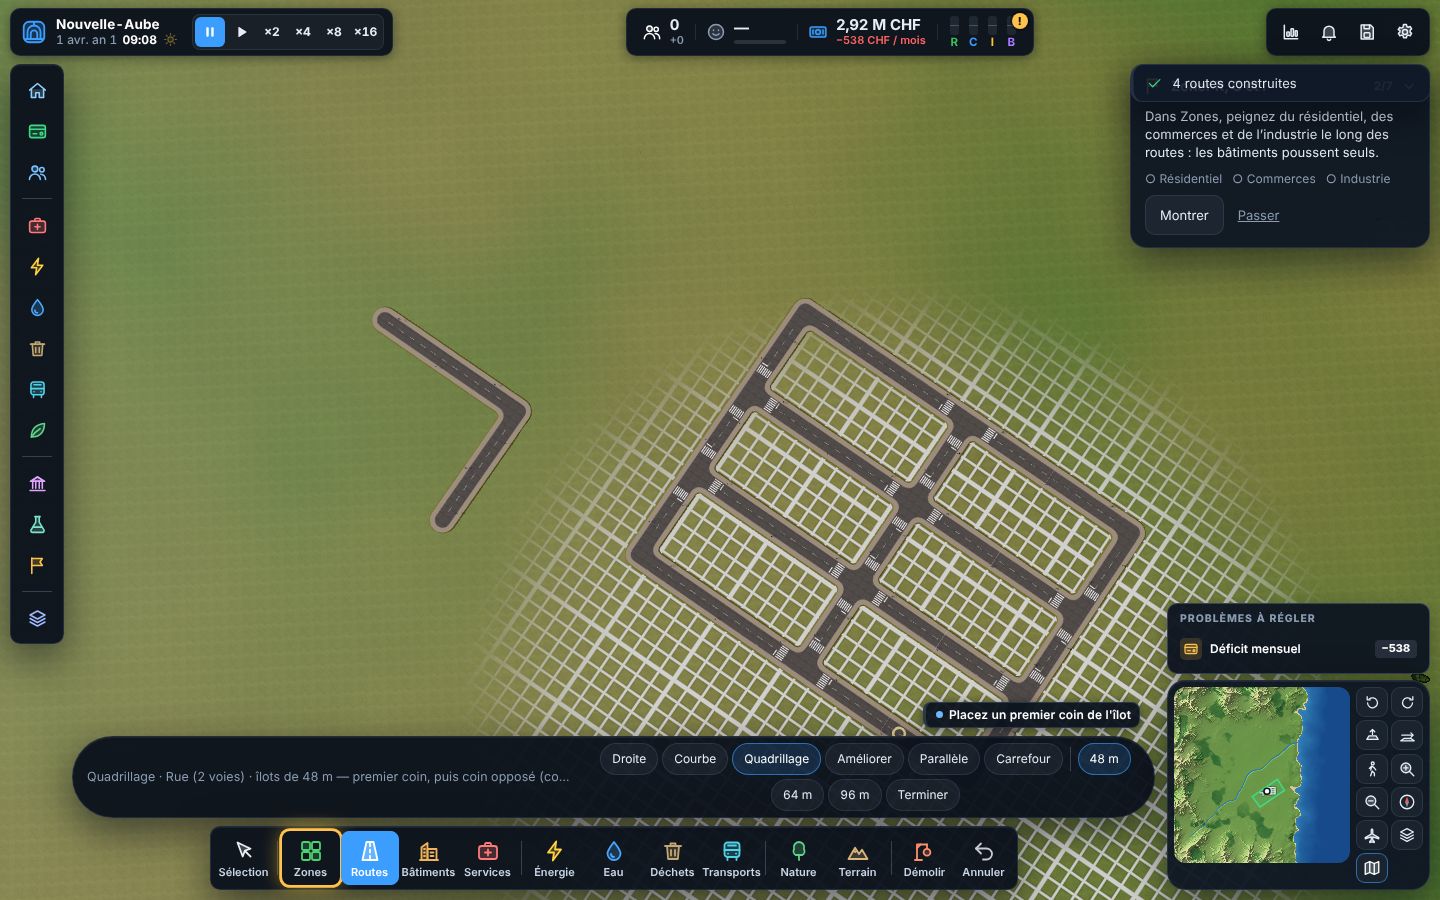 Nouvelle-Aube
1 avr. an 1 09:08
×2 ×4 ×8 ×16
0
+0
—
2,92 M CHF
−538 CHF / mois
R C I B
!
4 routes construites
2/7
Dans Zones, peignez du résidentiel, des
commerces et de l'industrie le long des
routes : les bâtiments poussent seuls.
Résidentiel Commerces Industrie
Montrer Passer
PROBLÈMES À RÉGLER
Déficit mensuel −538
Placez un premier coin de l'îlot
Quadrillage · Rue (2 voies) · îlots de 48 m — premier coin, puis coin opposé (co…
Droite Courbe Quadrillage Améliorer Parallèle Carrefour 48 m
64 m 96 m Terminer
Sélection Zones Routes Bâtiments Services Énergie Eau Déchets Transports Nature Terrain Démolir Annuler